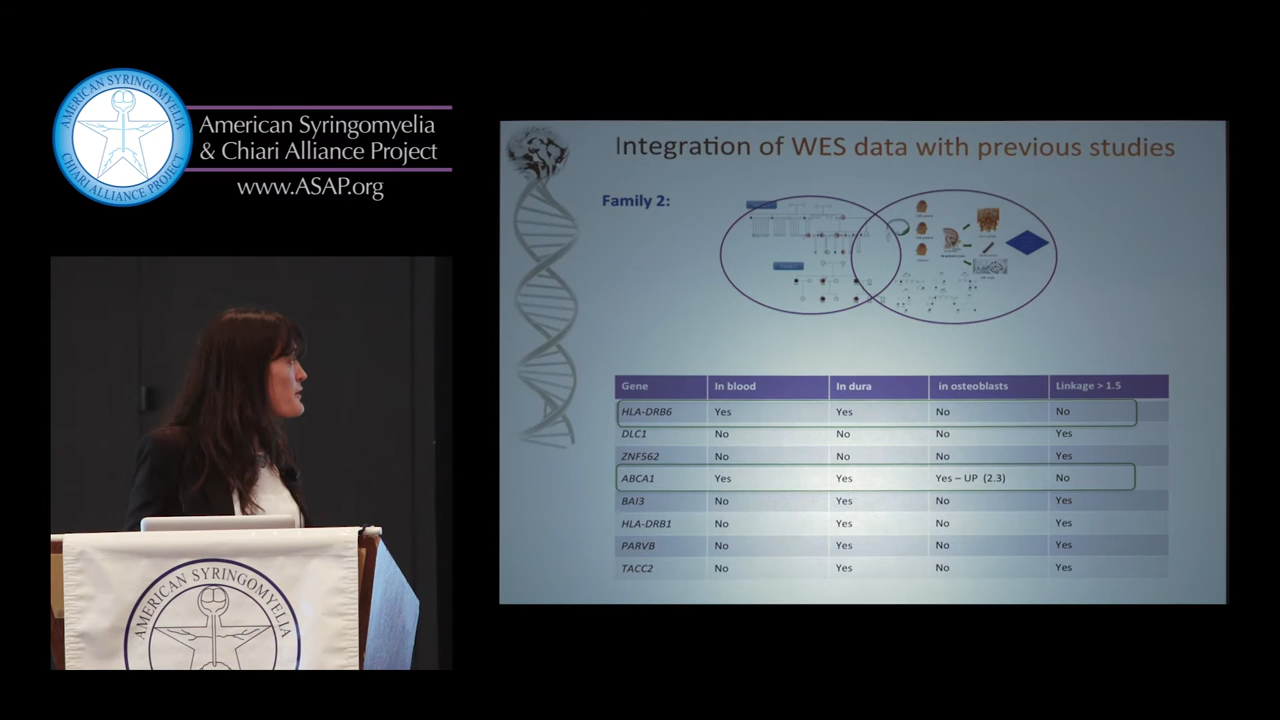 AMERICAN SYRINGOMYELIA
CHIARI ALLIANCE PROJECT
American Syringomyelia
& Chiari Alliance Project
www.ASAP.org
Integration of WES data with previous studies
Family 2:
Gene In blood In dura in osteoblasts Linkage > 1.5
HLA-DRB6 Yes Yes No No
DLC1 No No No Yes
ZNF562 No No No Yes
ABCA1 Yes Yes Yes – UP (2.3) No
BAI3 No Yes No Yes
HLA-DRB1 No Yes No Yes
PARVB No Yes No Yes
TACC2 No Yes No Yes
AMERICAN SYRINGOMYELIA